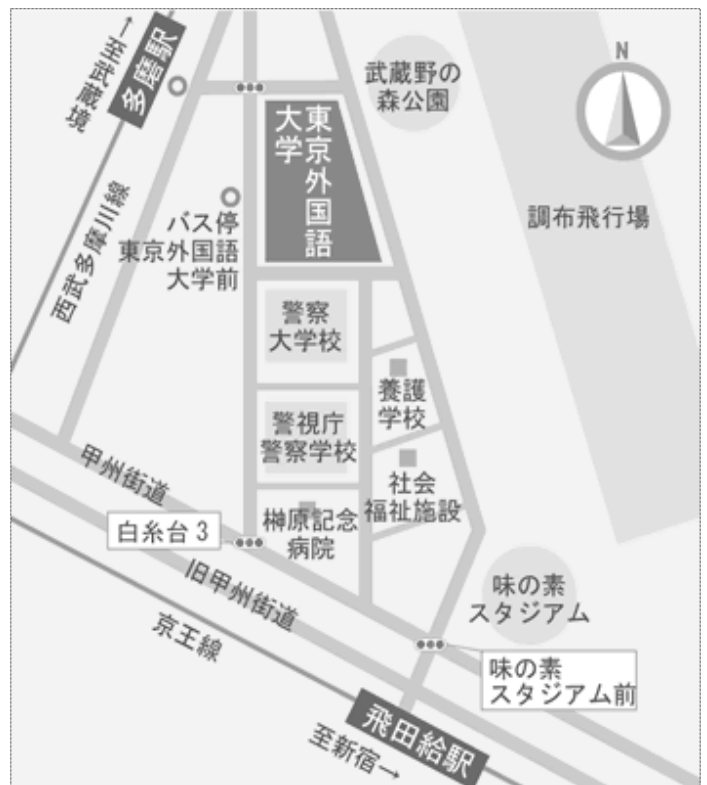 →至武蔵境
多磨駅
西武多摩川線
バス停
東京外国語
大学前
東京外国語
大学
武蔵野の
森公園
N
調布飛行場
警察
大学校
養護
学校
警視庁
警察学校
社会
福祉施設
榊原記念
病院
甲州街道
白糸台3
旧甲州街道
京王線
味の素
スタジアム
味の素
スタジアム前
飛田給駅
至新宿→